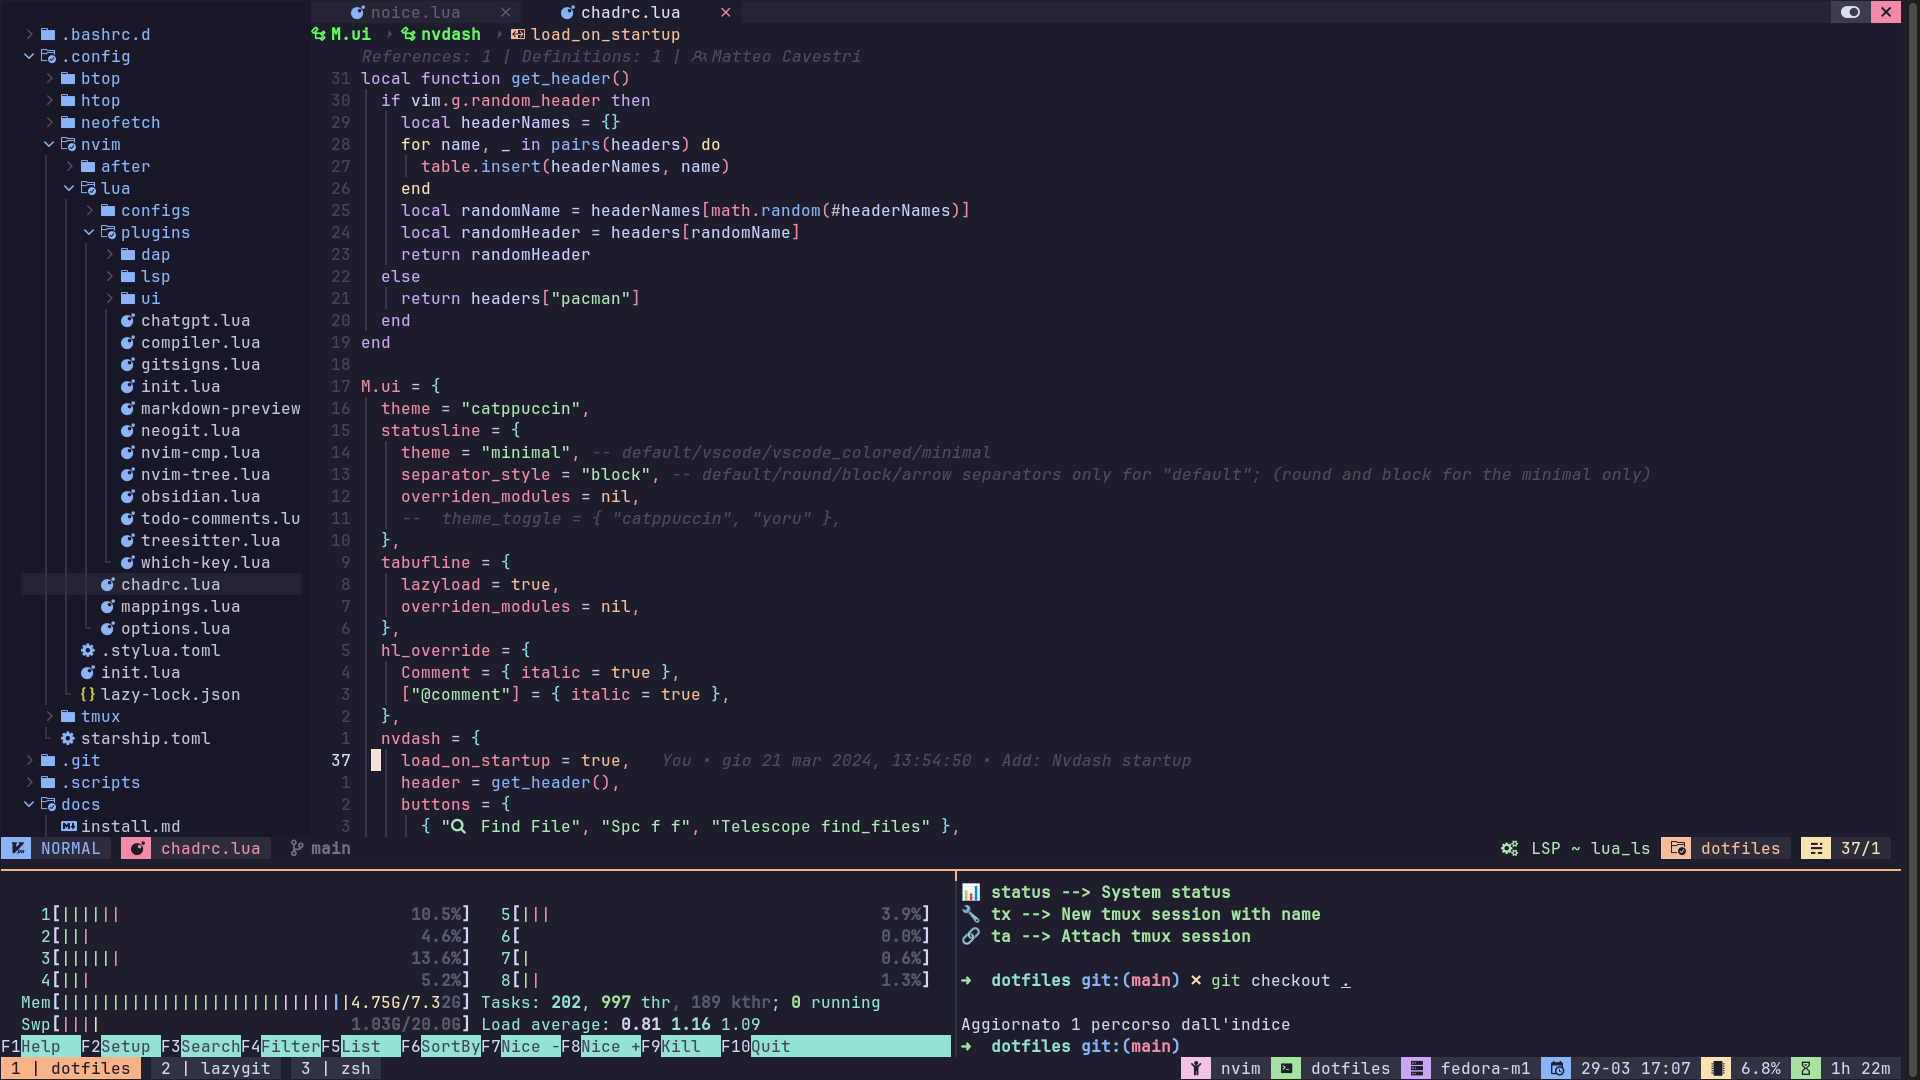 noice.lua
chadrc.lua
M.ui › nvdash › load_on_startup
References: 1 | Definitions: 1 | Matteo Cavestri
.bashrc.d
.config
btop
htop
neofetch
nvim
after
lua
configs
plugins
dap
lsp
ui
chatgpt.lua
compiler.lua
gitsigns.lua
init.lua
markdown-preview
neogit.lua
nvim-cmp.lua
nvim-tree.lua
obsidian.lua
todo-comments.lu
treesitter.lua
which-key.lua
chadrc.lua
mappings.lua
options.lua
.stylua.toml
init.lua
{} lazy-lock.json
tmux
starship.toml
.git
.scripts
docs
install.md
31 local function get_header()
30 if vim.g.random_header then
29 local headerNames = {}
28 for name, _ in pairs(headers) do
27 table.insert(headerNames, name)
26 end
25 local randomName = headerNames[math.random(#headerNames)]
24 local randomHeader = headers[randomName]
23 return randomHeader
22 else
21 return headers["pacman"]
20 end
19 end
18
17 M.ui = {
16 theme = "catppuccin",
15 statusline = {
14 theme = "minimal", -- default/vscode/vscode_colored/minimal
13 separator_style = "block", -- default/round/block/arrow separators only for "default"; (round and block for the minimal only)
12 overriden_modules = nil,
11 -- theme_toggle = { "catppuccin", "yoru" },
10 },
9 tabufline = {
8 lazyload = true,
7 overriden_modules = nil,
6 },
5 hl_override = {
4 Comment = { italic = true },
3 ["@comment"] = { italic = true },
2 },
1 nvdash = {
37 load_on_startup = true, You • gio 21 mar 2024, 13:54:50 • Add: Nvdash startup
1 header = get_header(),
2 buttons = {
3 { " Find File", "Spc f f", "Telescope find_files" },
NORMAL chadrc.lua main LSP ~ lua_ls dotfiles 37/1
1[|||||| 10.5%] 5[||| 3.9%]
2[||| 4.6%] 6[ 0.0%]
3[|||||| 13.6%] 7[| 0.6%]
4[||| 5.2%] 8[|| 1.3%]
Mem[|||||||||||||||||||||||||||||4.75G/7.32G] Tasks: 202, 997 thr, 189 kthr; 0 running
Swp[|||| 1.03G/20.0G] Load average: 0.81 1.16 1.09
F1Help F2Setup F3SearchF4FilterF5List F6SortByF7Nice -F8Nice +F9Kill F10Quit
📊 status --> System status
🔧 tx --> New tmux session with name
🔗 ta --> Attach tmux session
➜ dotfiles git:(main) ✗ git checkout .
Aggiornato 1 percorso dall'indice
➜ dotfiles git:(main)
1 | dotfiles 2 | lazygit 3 | zsh nvim dotfiles fedora-m1 29-03 17:07 6.8% 1h 22m